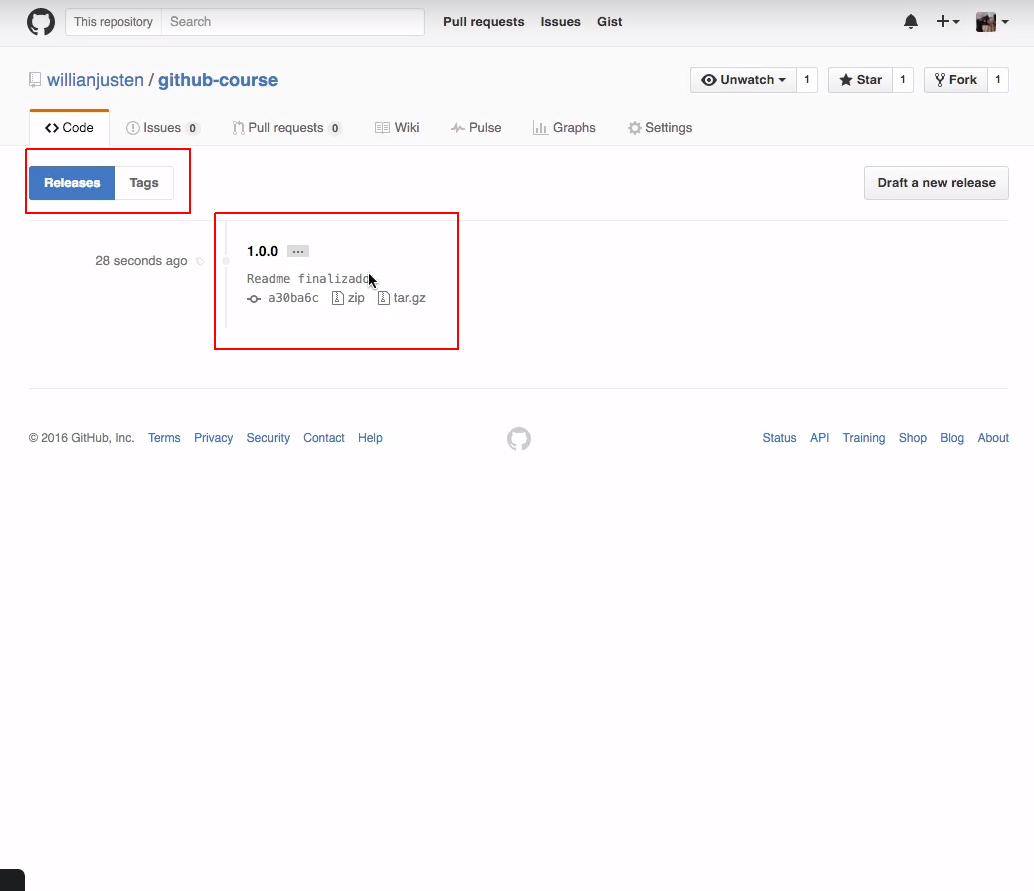 This repository Search Pull requests Issues Gist
willianjusten / github-course Unwatch 1 Star 1 Fork 1
Code Issues 0 Pull requests 0 Wiki Pulse Graphs Settings
Releases Tags Draft a new release
1.0.0 ...
28 seconds ago
Readme finalizado
a30ba6c zip tar.gz
© 2016 GitHub, Inc. Terms Privacy Security Contact Help Status API Training Shop Blog About